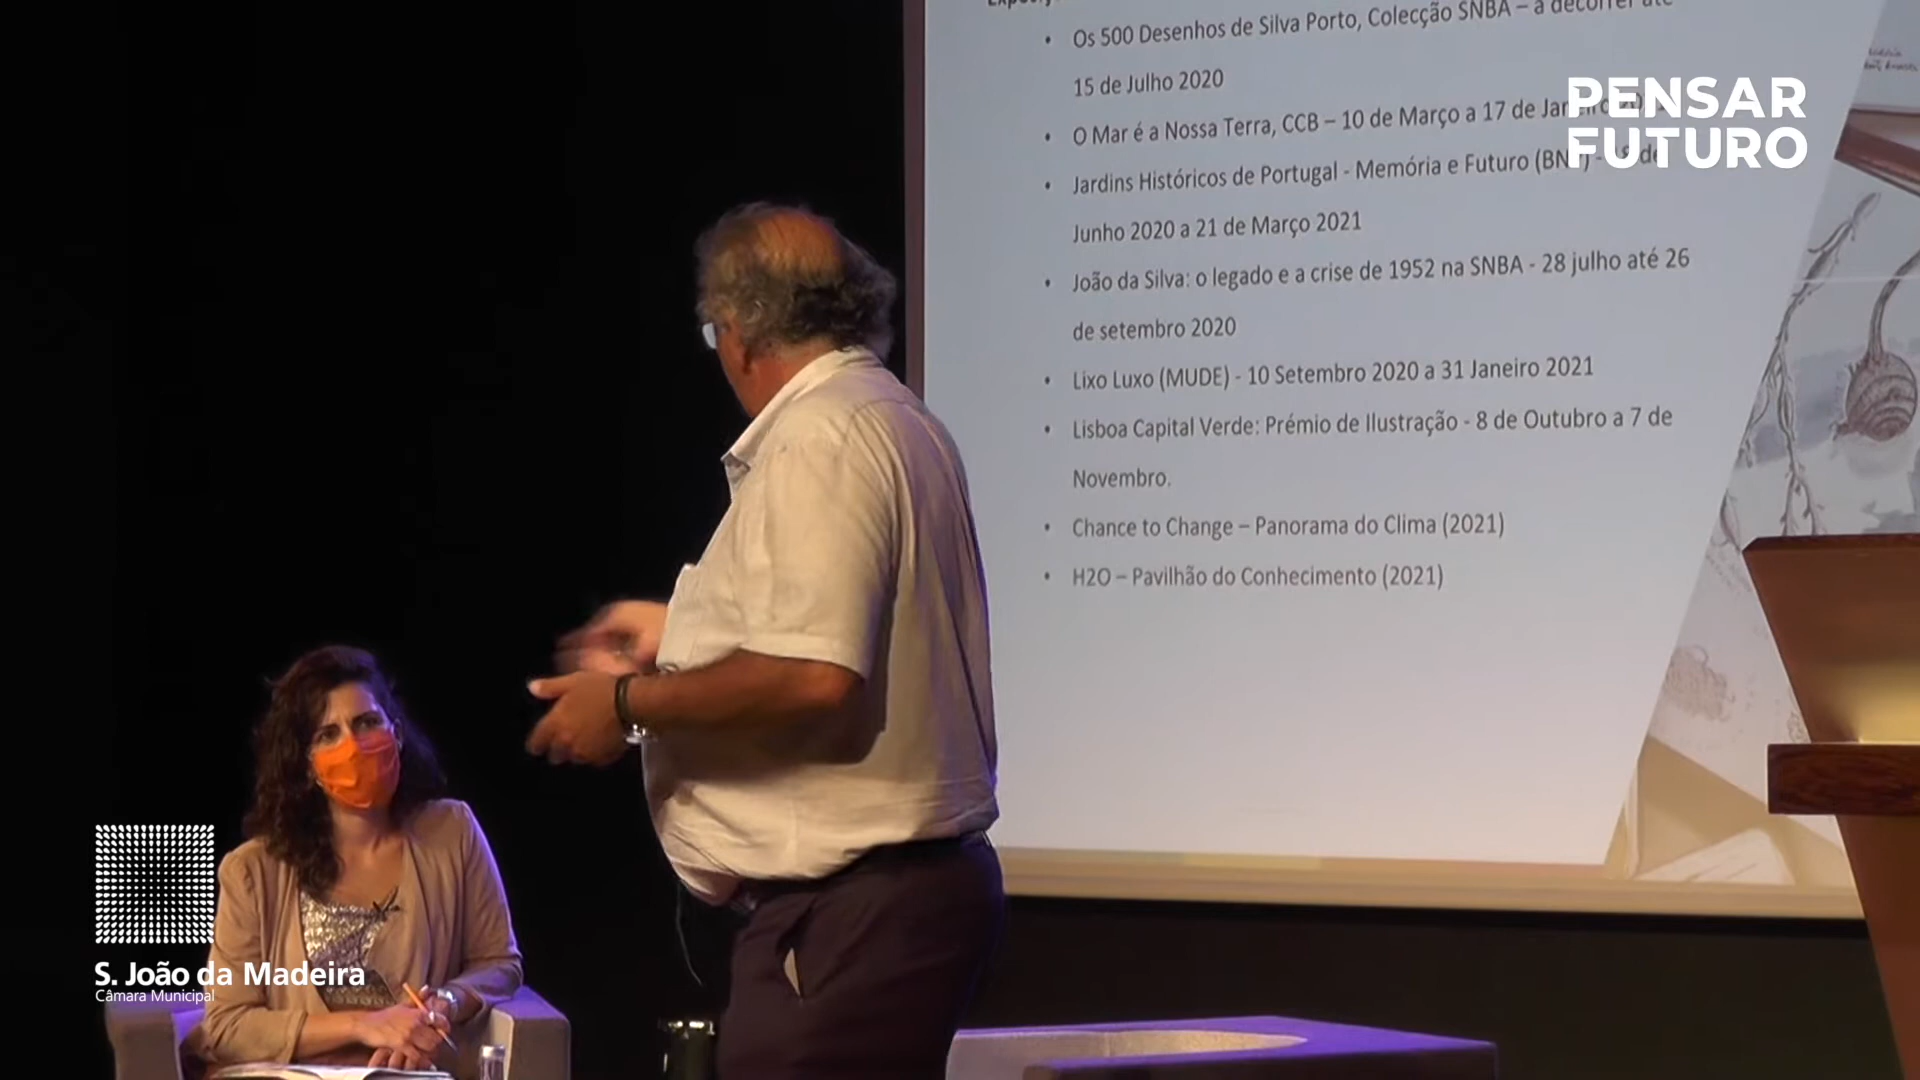 • Os 500 Desenhos de Silva Porto, Colecção SNBA – a decorrer até
15 de Julho 2020
• O Mar é a Nossa Terra, CCB – 10 de Março a 17 de
• Jardins Históricos de Portugal - Memória e Futuro - de
Junho 2020 a 21 de Março 2021
• João da Silva: o legado e a crise de 1952 na SNBA - 28 julho até 26
de setembro 2020
• Lixo Luxo (MUDE) - 10 Setembro 2020 a 31 Janeiro 2021
• Lisboa Capital Verde: Prémio de Ilustração - 8 de Outubro a 7 de
Novembro.
• Chance to Change – Panorama do Clima (2021)
• H2O – Pavilhão do Conhecimento (2021)
PENSAR
FUTURO
S. João da Madeira
Câmara Municipal